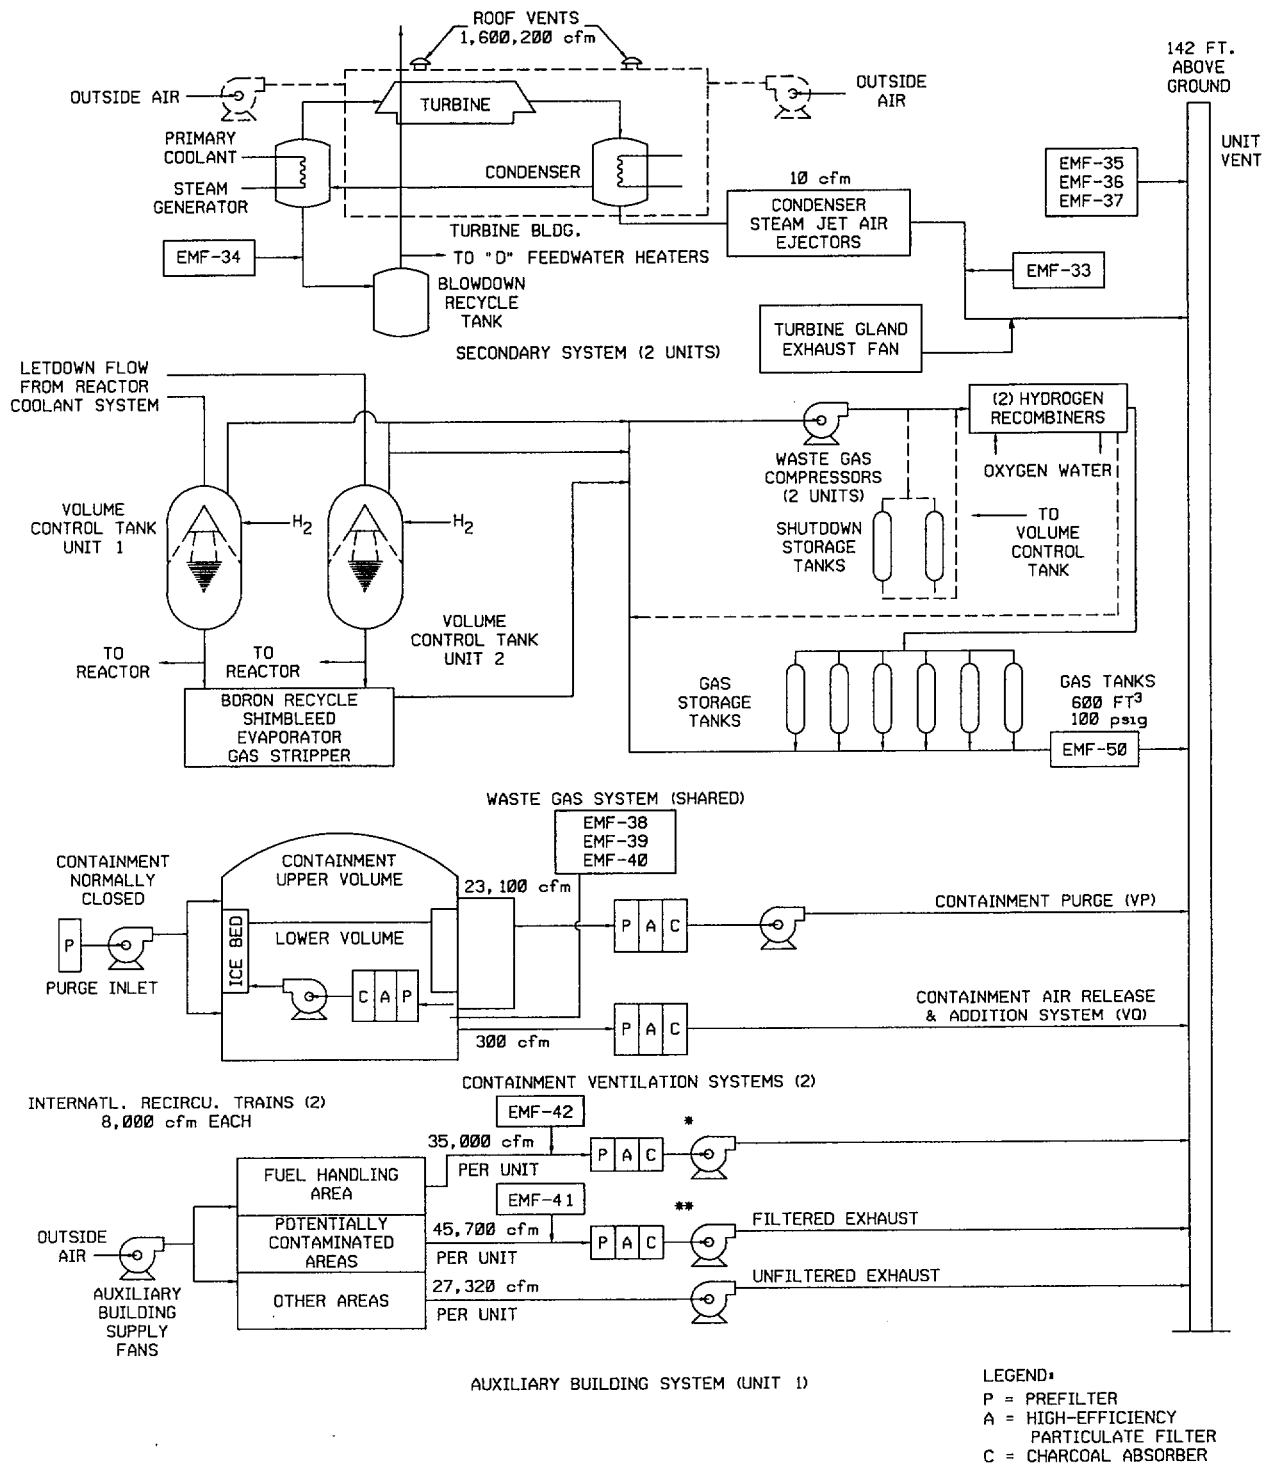 ROOF VENTS
1,600,200 cfm
142 FT.
ABOVE
GROUND
OUTSIDE AIR
TURBINE
OUTSIDE
AIR
UNIT
VENT
PRIMARY
COOLANT
STEAM
GENERATOR
CONDENSER
EMF-35
EMF-36
EMF-37
10 cfm
CONDENSER
STEAM JET AIR
EJECTORS
TURBINE BLDG.
EMF-34
TO "D" FEEDWATER HEATERS
EMF-33
BLOWDOWN
RECYCLE
TANK
TURBINE GLAND
EXHAUST FAN
SECONDARY SYSTEM (2 UNITS)
LETDOWN FLOW
FROM REACTOR
COOLANT SYSTEM
(2) HYDROGEN
RECOMBINERS
OXYGEN WATER
WASTE GAS
COMPRESSORS
(2 UNITS)
VOLUME
CONTROL TANK
UNIT 1
H2
H2
SHUTDOWN
STORAGE
TANKS
TO
VOLUME
CONTROL
TANK
VOLUME
CONTROL TANK
UNIT 2
TO
REACTOR
TO
REACTOR
BORON RECYCLE
SHIMBLEED
EVAPORATOR
GAS STRIPPER
GAS
STORAGE
TANKS
GAS TANKS
600 FT3
100 psig
EMF-50
WASTE GAS SYSTEM (SHARED)
EMF-38
EMF-39
EMF-40
CONTAINMENT
NORMALLY
CLOSED
CONTAINMENT
UPPER VOLUME
23,100 cfm
CONTAINMENT PURGE (VP)
P
ICE BED
LOWER VOLUME
P A C
PURGE INLET
C A P
CONTAINMENT AIR RELEASE
& ADDITION SYSTEM (VQ)
P A C
300 cfm
CONTAINMENT VENTILATION SYSTEMS (2)
INTERNATL. RECIRCU. TRAINS (2)
8,000 cfm EACH
EMF-42
*
35,000 cfm
PER UNIT
P A C
FUEL HANDLING
AREA
EMF-41
**
POTENTIALLY
CONTAMINATED
AREAS
45,700 cfm
PER UNIT
P A C
FILTERED EXHAUST
OUTSIDE
AIR
27,320 cfm
PER UNIT
UNFILTERED EXHAUST
OTHER AREAS
AUXILIARY
BUILDING
SUPPLY
FANS
AUXILIARY BUILDING SYSTEM (UNIT 1)
LEGEND:
P = PREFILTER
A = HIGH-EFFICIENCY
PARTICULATE FILTER
C = CHARCOAL ABSORBER